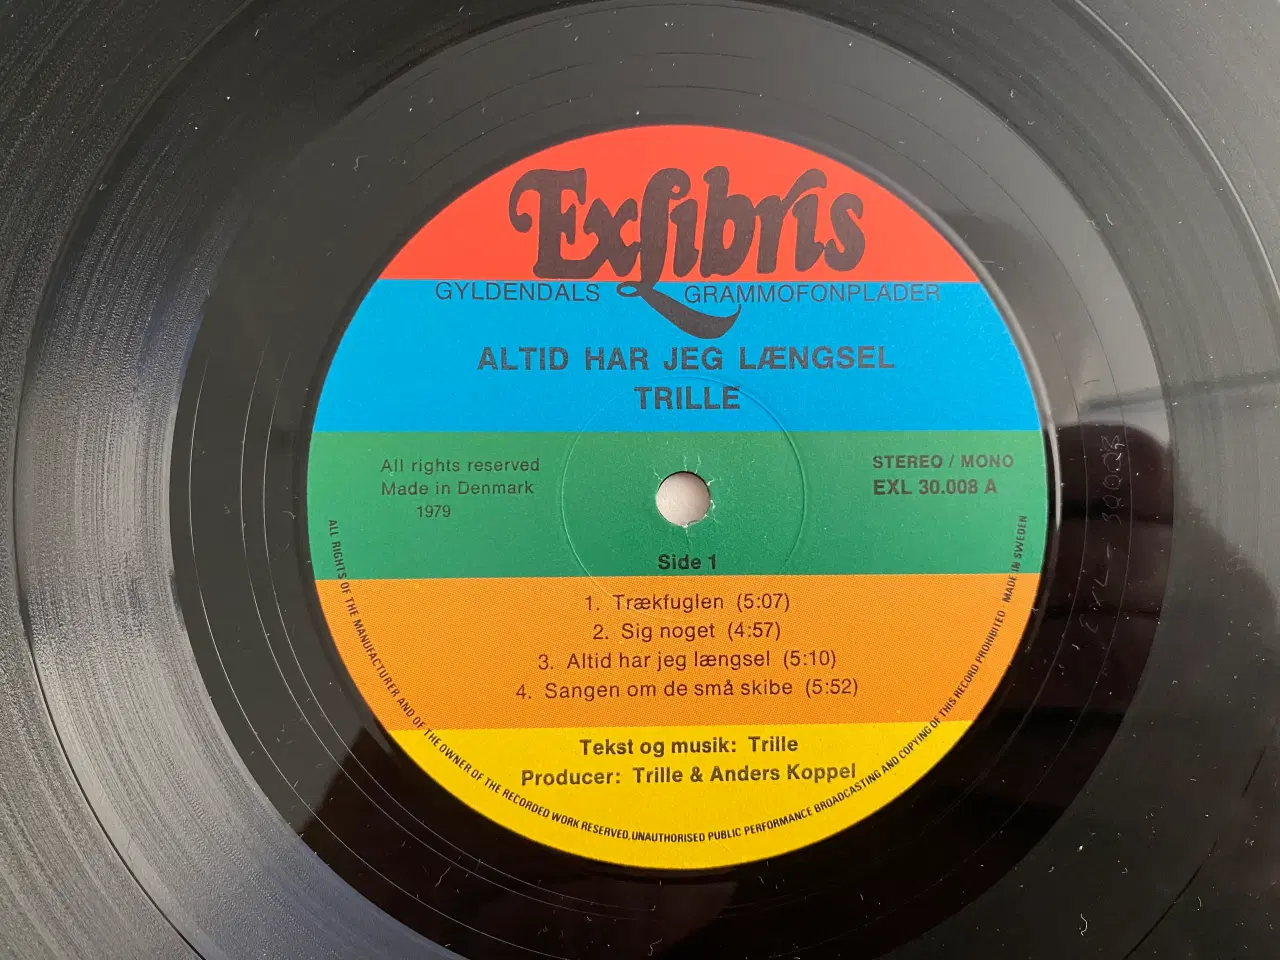 ExLibris
GYLDENDALS GRAMMOFONPLADER
ALTID HAR JEG LÆNGSEL
TRILLE
All rights reserved
Made in Denmark
1979
STEREO / MONO
EXL 30.008 A
Side 1
1. Trækfuglen (5:07)
2. Sig noget (4:57)
3. Altid har jeg længsel (5:10)
4. Sangen om de små skibe (5:52)
Tekst og musik: Trille
Producer: Trille & Anders Koppel
ALL RIGHTS OF THE MANUFACTURER AND OF THE OWNER OF THE RECORDED WORK RESERVED, UNAUTHORISED PUBLIC PERFORMANCE BROADCASTING AND COPYING OF THIS RECORD PROHIBITED · MADE IN SWEDEN